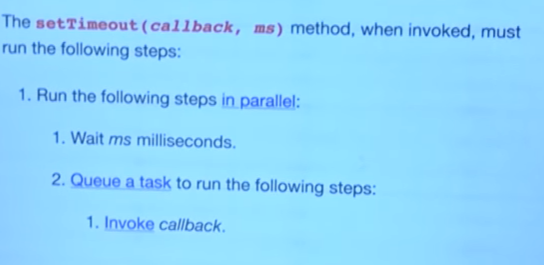 The setTimeout(callback, ms) method, when invoked, must
run the following steps:
1. Run the following steps in parallel:
1. Wait ms milliseconds.
2. Queue a task to run the following steps:
1. Invoke callback.